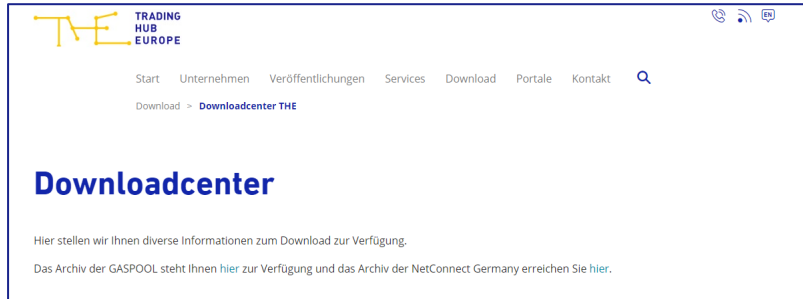 THE
TRADING
HUB
EUROPE
EN
Start Unternehmen Veröffentlichungen Services Download Portale Kontakt
Download > Downloadcenter THE
Downloadcenter
Hier stellen wir Ihnen diverse Informationen zum Download zur Verfügung.
Das Archiv der GASPOOL steht Ihnen hier zur Verfügung und das Archiv der NetConnect Germany erreichen Sie hier.